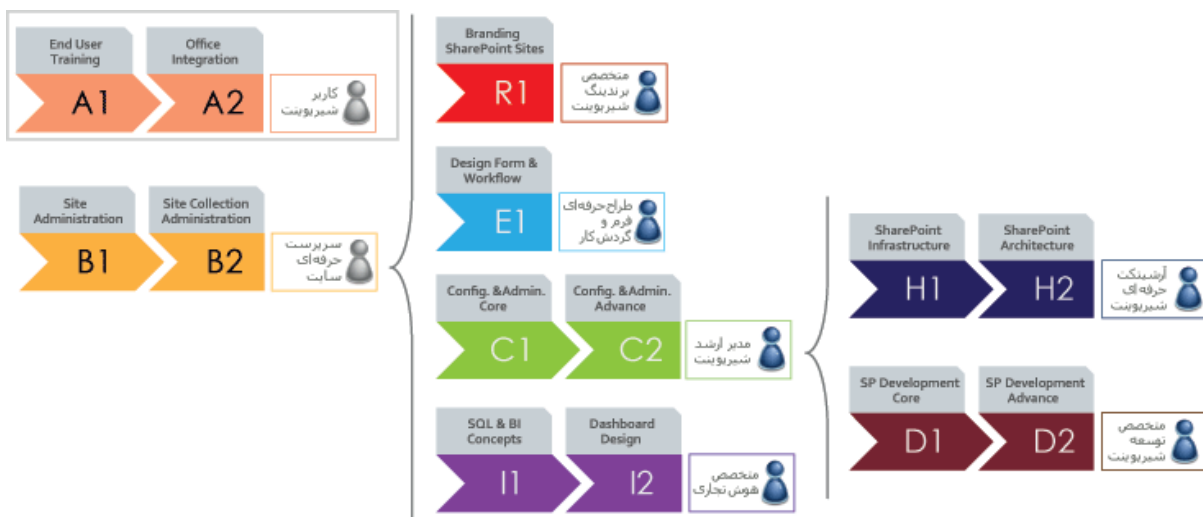 End User
Training
A1
Office
Integration
A2
کاربر
شیرپوینت
Site
Administration
B1
Site Collection
Administration
B2
سرپرست
حرفه‌ای
سایت
Branding
SharePoint Sites
R1
متخصص
برندینگ
شیرپوینت
Design Form &
Workflow
E1
طراح‌حرفه‌ای
فرم و
گردش‌کار
Config. &Admin.
Core
C1
Config. &Admin.
Advance
C2
مدیر ارشد
شیرپوینت
SQL & BI
Concepts
I1
Dashboard
Design
I2
متخصص
هوش‌تجاری
SharePoint
Infrastructure
H1
SharePoint
Architecture
H2
آرشیتکت
حرفه‌ای
شیرپوینت
SP Development
Core
D1
SP Development
Advance
D2
متخصص
توسعه
شیرپوینت